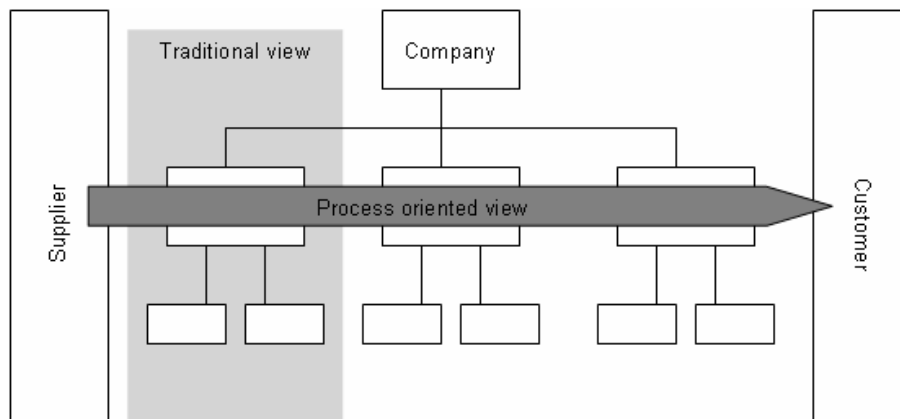 Traditional view
Company
Supplier
Process oriented view
Customer